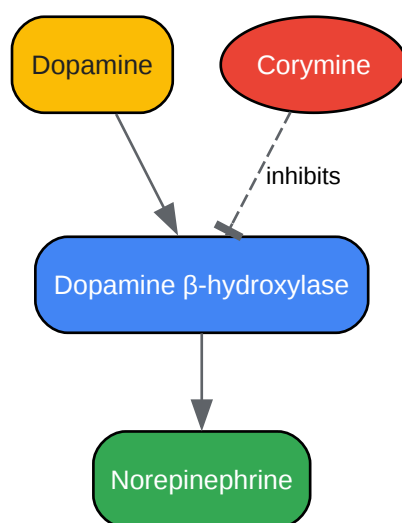 Dopamine
Corymine
inhibits
Dopamine β-hydroxylase
Norepinephrine